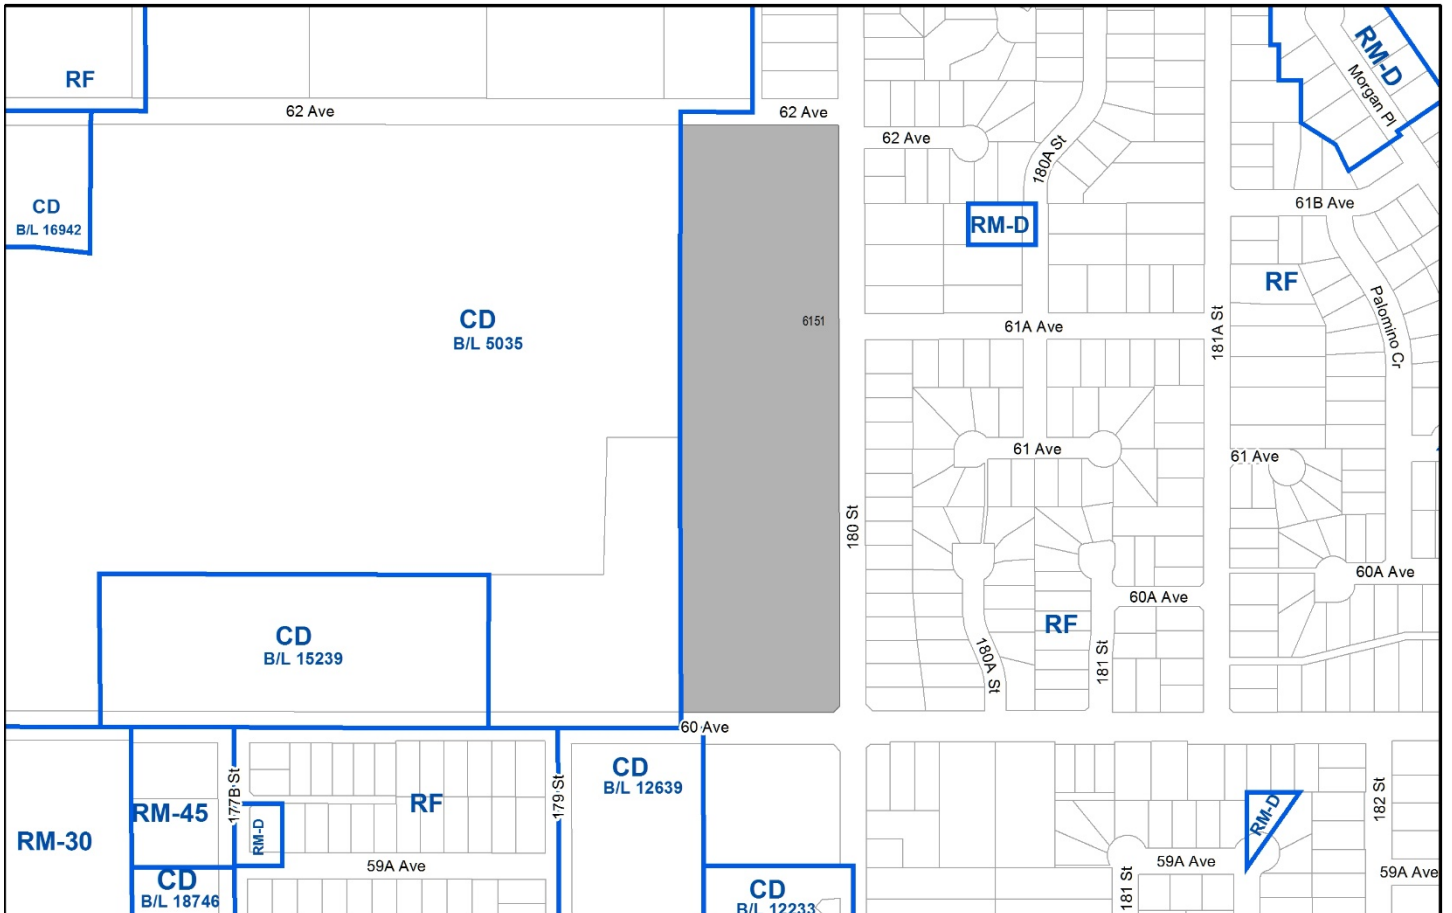 RM-D
Morgan Pl
RF
62 Ave
62 Ave
62 Ave
180A St
CD
B/L 16942
RM-D
61B Ave
RF
CD
B/L 5035
6151
61A Ave
181A St
Palomino Cr
61 Ave
61 Ave
180 St
60A Ave
60A Ave
RF
CD
B/L 15239
180A St
181 St
60 Ave
177B St
RF
179 St
CD
B/L 12639
182 St
RM-45
RM-D
RM-D
RM-30
59A Ave
59A Ave
59A Ave
CD
B/L 18746
CD
B/L 12233
181 St